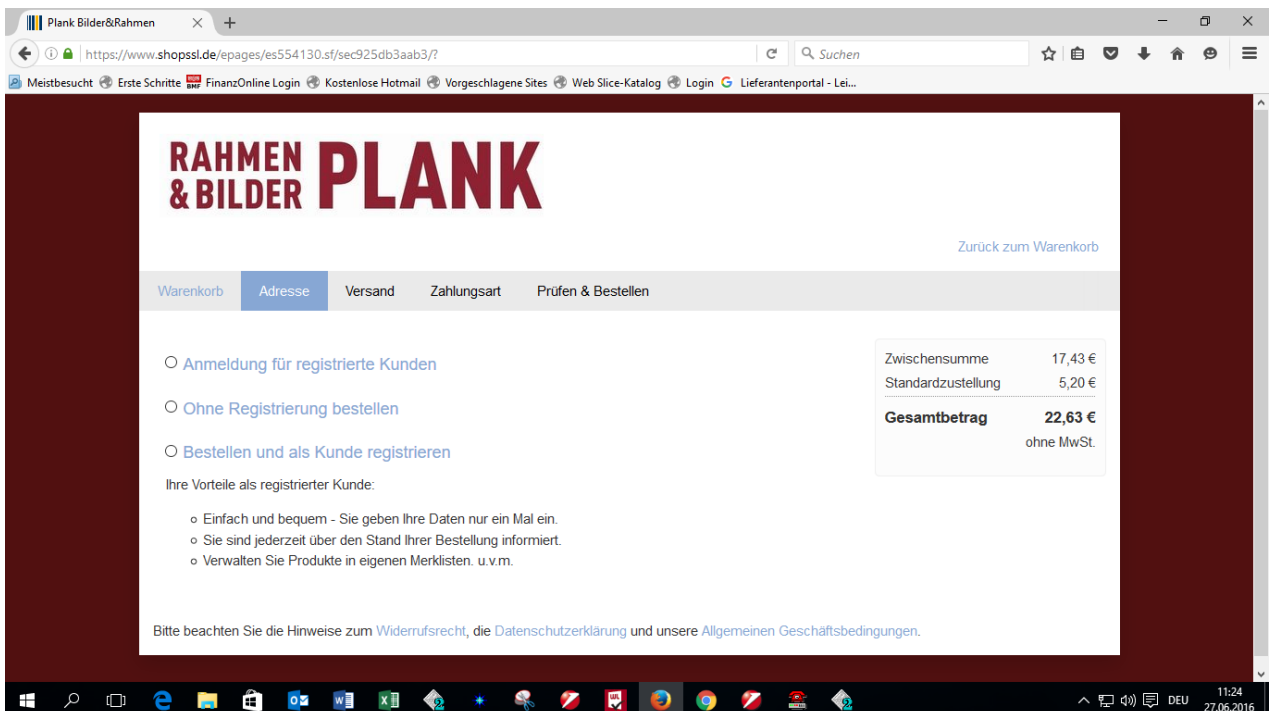 Plank Bilder&Rahmen
https://www.shopssl.de/epages/es554130.sf/sec925db3aab3/?
Suchen
Meistbesucht Erste Schritte BMF FinanzOnline Login Kostenlose Hotmail Vorgeschlagene Sites Web Slice-Katalog Login G Lieferantenportal - Lei...
RAHMEN & BILDER PLANK
Zurück zum Warenkorb
Warenkorb Adresse Versand Zahlungsart Prüfen & Bestellen
Anmeldung für registrierte Kunden
Ohne Registrierung bestellen
Bestellen und als Kunde registrieren
Ihre Vorteile als registrierter Kunde:
Einfach und bequem - Sie geben Ihre Daten nur ein Mal ein.
Sie sind jederzeit über den Stand Ihrer Bestellung informiert.
Verwalten Sie Produkte in eigenen Merklisten. u.v.m.
Zwischensumme 17,43 €
Standardzustellung 5,20 €
Gesamtbetrag 22,63 €
ohne MwSt.
Bitte beachten Sie die Hinweise zum Widerrufsrecht, die Datenschutzerklärung und unsere Allgemeinen Geschäftsbedingungen.
DEU 11:24
27.06.2016